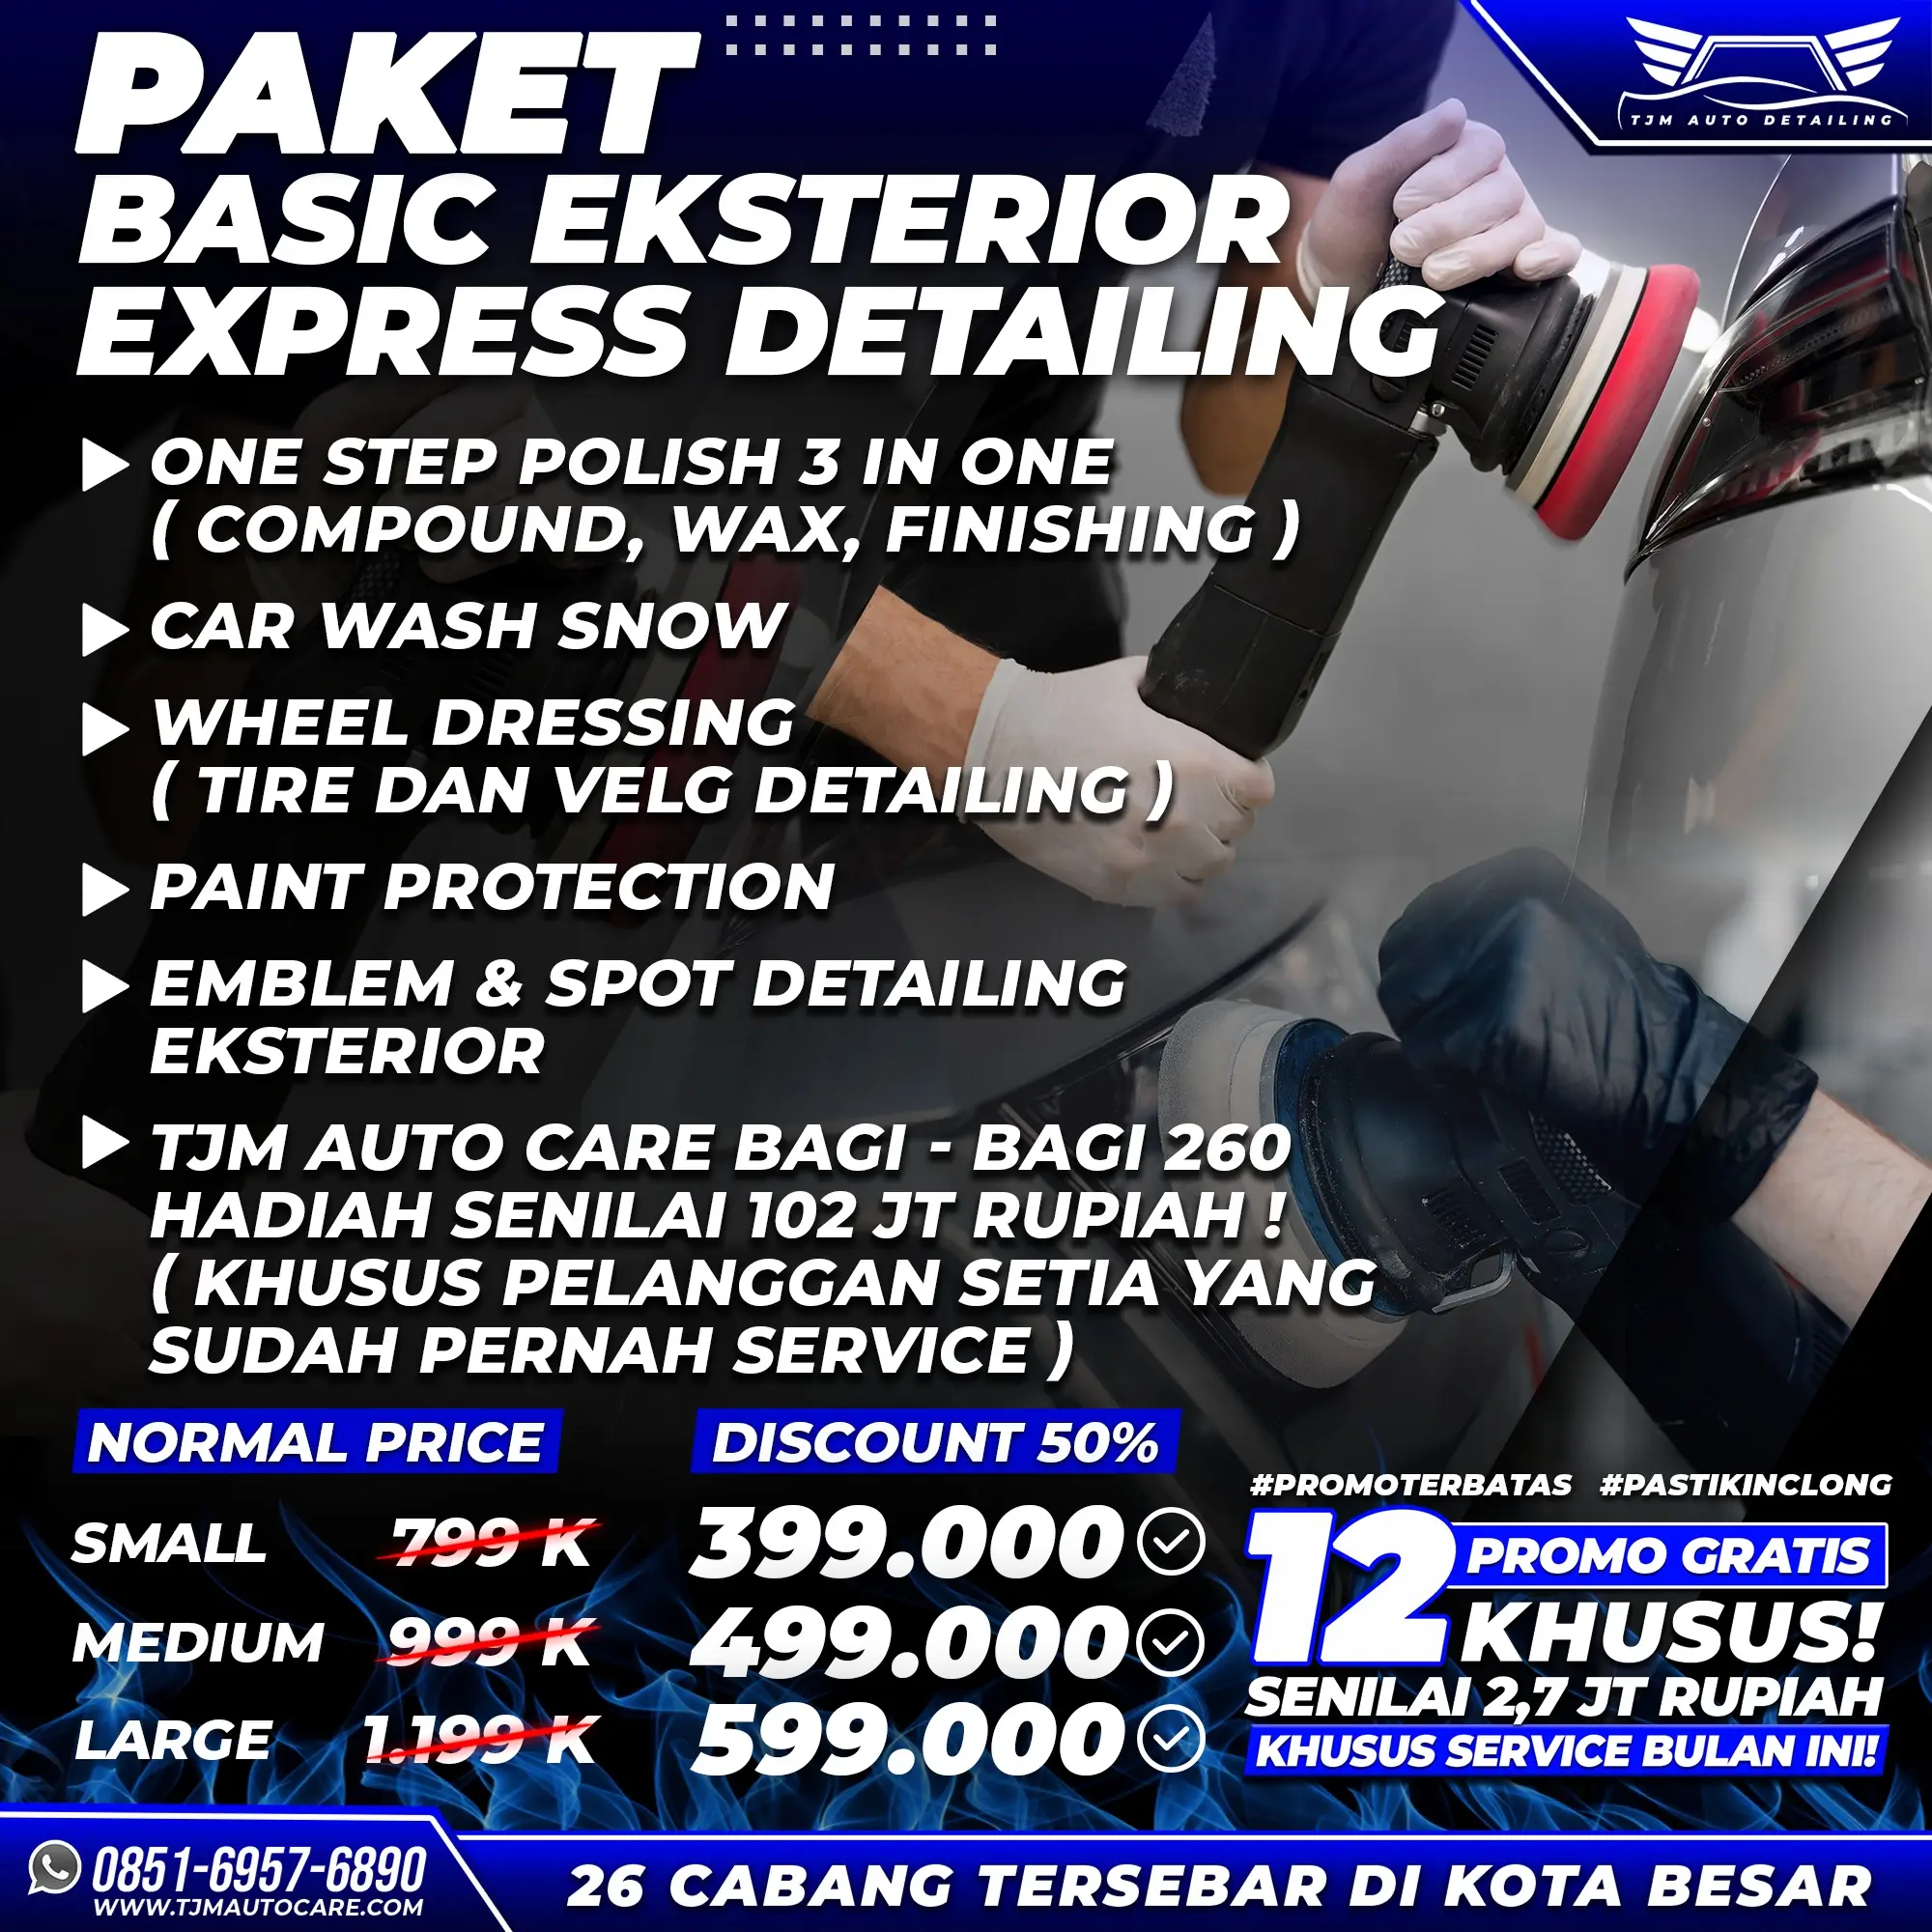 PAKET
BASIC EKSTERIOR
EXPRESS DETAILING
TJM AUTO DETAILING
ONE STEP POLISH 3 IN ONE
( COMPOUND, WAX, FINISHING )
CAR WASH SNOW
WHEEL DRESSING
( TIRE DAN VELG DETAILING )
PAINT PROTECTION
EMBLEM & SPOT DETAILING
EKSTERIOR
TJM AUTO CARE BAGI - BAGI 260
HADIAH SENILAI 102 JT RUPIAH !
( KHUSUS PELANGGAN SETIA YANG
SUDAH PERNAH SERVICE )
NORMAL PRICE DISCOUNT 50%
SMALL 799 K 399.000
MEDIUM 999 K 499.000
LARGE 1.199 K 599.000
#PROMOTERBATAS #PASTIKINCLONG
12 PROMO GRATIS
KHUSUS!
SENILAI 2,7 JT RUPIAH
KHUSUS SERVICE BULAN INI!
0851-6957-6890
WWW.TJMAUTOCARE.COM
26 CABANG TERSEBAR DI KOTA BESAR